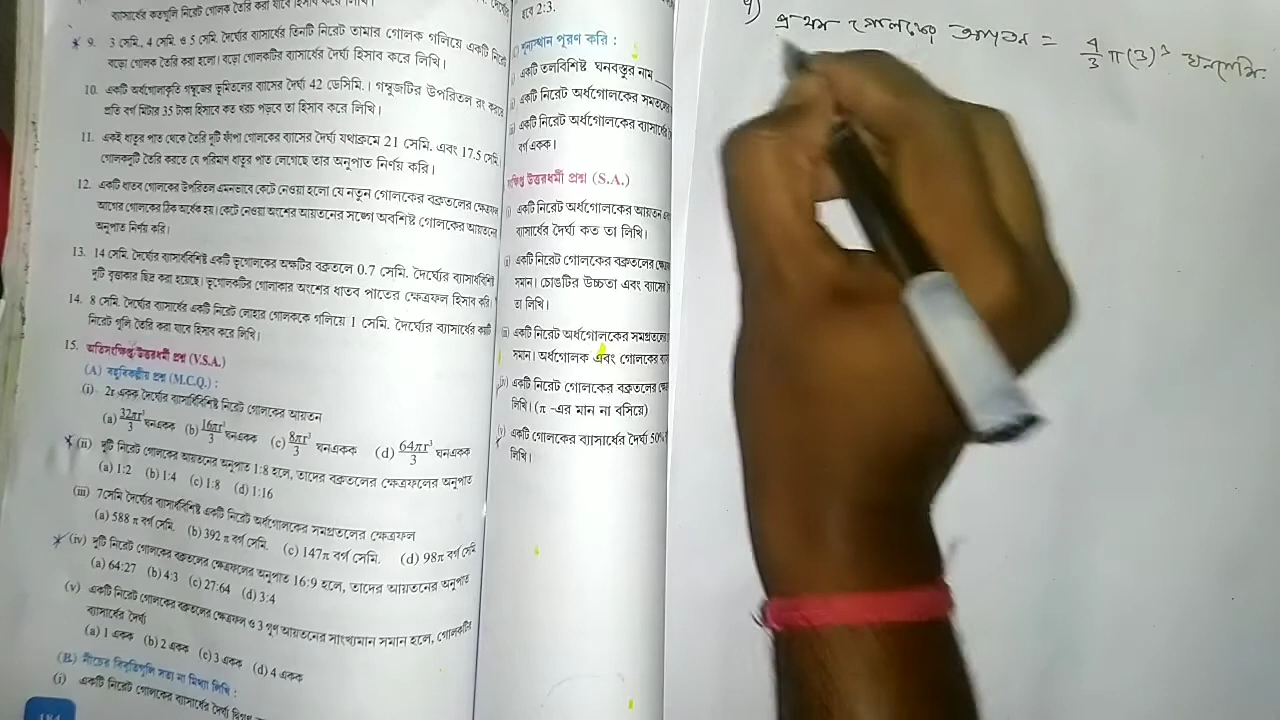 ব্যাসার্ধের কতগুলি নিরেট গোলক তৈরি করা যাবে হিসাব করে লিখি।
* 9. 3 সেমি., 4 সেমি. ও 5 সেমি. দৈর্ঘ্যের ব্যাসার্ধের তিনটি নিরেট তামার গোলক গলিয়ে একটি নিরেট
বড়ো গোলক তৈরি করা হলো। বড়ো গোলকটির ব্যাসার্ধের দৈর্ঘ্য হিসাব করে লিখি।
10. একটি অর্ধগোলাকৃতি গম্বুজের ভূমিতলের ব্যাসের দৈর্ঘ্য 42 ডেসিমি.। গম্বুজটির উপরিতল রং করতে
প্রতি বর্গ মিটার 35 টাকা হিসাবে কত খরচ পড়বে তা হিসাব করে লিখি।
11. একই ধাতুর পাত থেকে তৈরি দুটি ফাঁপা গোলকের ব্যাসের দৈর্ঘ্য যথাক্রমে 21 সেমি. এবং 17.5 সেমি.
গোলকদুটি তৈরি করতে যে পরিমাণ ধাতুর পাত লেগেছে তার অনুপাত নির্ণয় করি।
12. একটি ধাতব গোলকের উপরিতল এমনভাবে কেটে নেওয়া হলো যে নতুন গোলকের বক্রতলের ক্ষেত্রফল
আগের গোলকের ঠিক অর্ধেক হয়। কেটে নেওয়া অংশের আয়তনের সঙ্গে অবশিষ্ট গোলকের আয়তনের
অনুপাত নির্ণয় করি।
13. 14 সেমি. দৈর্ঘ্যের ব্যাসার্ধবিশিষ্ট একটি ভূগোলকের অক্ষটির বক্রতলে 0.7 সেমি. দৈর্ঘ্যের ব্যাসার্ধবিশিষ্ট
দুটি বৃত্তাকার ছিদ্র করা হয়েছে। ভূগোলকটির গোলাকার অংশের ধাতব পাতের ক্ষেত্রফল হিসাব করি।
14. 8 সেমি. দৈর্ঘ্যের ব্যাসার্ধের একটি নিরেট লোহার গোলককে গলিয়ে 1 সেমি. দৈর্ঘ্যের ব্যাসার্ধের কটি
নিরেট গুলি তৈরি করা যাবে হিসাব করে লিখি।
15. অতিসংক্ষিপ্ত উত্তরধর্মী প্রশ্ন (V.S.A.)
(A) বহুবিকল্পীয় প্রশ্ন (M.C.Q.) :
(i) 2r একক দৈর্ঘ্যের ব্যাসার্ধবিশিষ্ট নিরেট গোলকের আয়তন
(a) 32πr³/3 ঘনএকক (b) 16πr³/3 ঘনএকক (c) 8πr³/3 ঘনএকক (d) 64πr³/3 ঘনএকক
* (ii) দুটি নিরেট গোলকের আয়তনের অনুপাত 1:8 হলে, তাদের বক্রতলের ক্ষেত্রফলের অনুপাত
(a) 1:2 (b) 1:4 (c) 1:8 (d) 1:16
(iii) 7সেমি দৈর্ঘ্যের ব্যাসার্ধবিশিষ্ট একটি নিরেট অর্ধগোলকের সমগ্রতলের ক্ষেত্রফল
(a) 588 π বর্গ সেমি. (b) 392 π বর্গ সেমি. (c) 147π বর্গ সেমি. (d) 98π বর্গ সেমি
* (iv) দুটি নিরেট গোলকের বক্রতলের ক্ষেত্রফলের অনুপাত 16:9 হলে, তাদের আয়তনের অনুপাত
(a) 64:27 (b) 4:3 (c) 27:64 (d) 3:4
(v) একটি নিরেট গোলকের বক্রতলের ক্ষেত্রফল ও 3 গুণ আয়তনের সাংখ্যমান সমান হলে, গোলকটির
ব্যাসার্ধের দৈর্ঘ্য
(a) 1 একক (b) 2 একক (c) 3 একক (d) 4 একক
(B) নীচের বিবৃতিগুলি সত্য না মিথ্যা লিখি :
(i) একটি নিরেট গোলকের ব্যাসার্ধের দৈর্ঘ্য
হবে 2:3.
শূন্যস্থান পূরণ করি :
একটি তলবিশিষ্ট ঘনবস্তুর নাম
একটি নিরেট অর্ধগোলকের সমতলের
একটি নিরেট অর্ধগোলকের ব্যাসার্ধের
বর্গ একক।
উত্তরধর্মী প্রশ্ন (S.A.)
একটি নিরেট অর্ধগোলকের আয়তন
ব্যাসার্ধের দৈর্ঘ্য কত তা লিখি।
একটি নিরেট গোলকের বক্রতলের
সমান। চোঙটির উচ্চতা এবং ব্যাসের
তা লিখি।
একটি নিরেট অর্ধগোলকের সমগ্রতলের
সমান। অর্ধগোলক এবং গোলকের
একটি নিরেট গোলকের বক্রতলের
লিখি। (π -এর মান না বসিয়ে)
(v) একটি গোলকের ব্যাসার্ধের দৈর্ঘ্য 50%
লিখি।
৭) প্রথম গোলকের আয়তন = 4/3 π(3)³ ঘনসেমি.